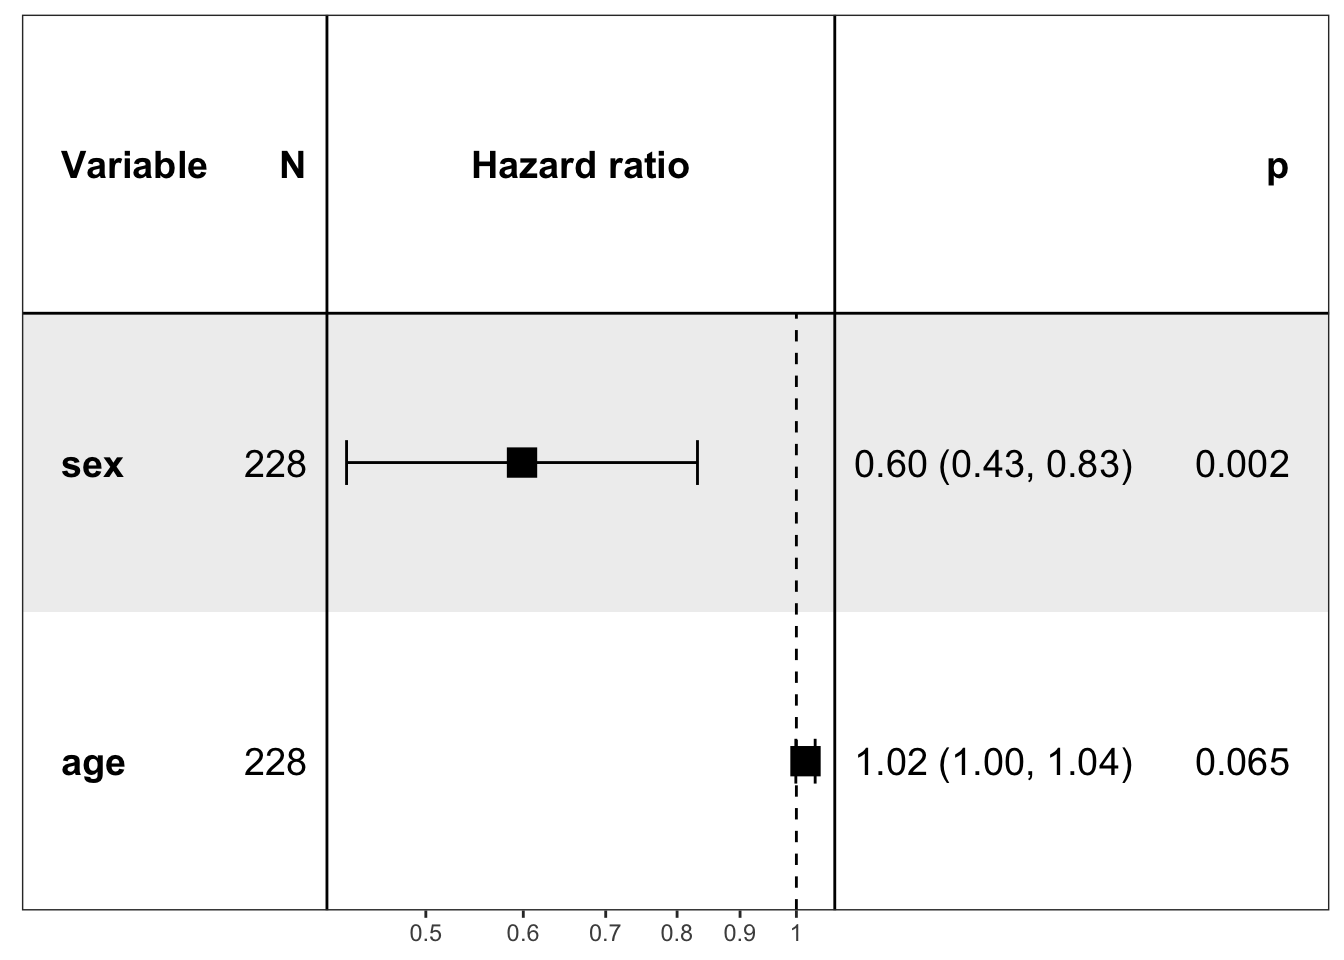 Variable N Hazard ratio p
sex 228 0.60 (0.43, 0.83) 0.002
age 228 1.02 (1.00, 1.04) 0.065
0.5 0.6 0.7 0.8 0.9 1